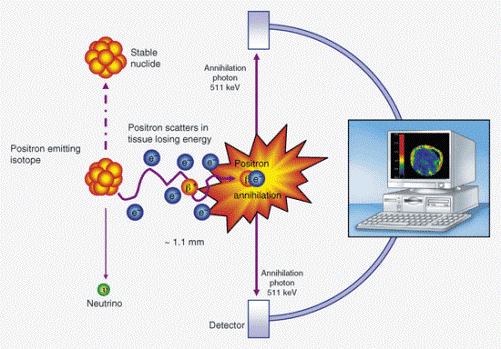 Stable
nuclide
Annihilation
photon
511 keV
Positron emitting
isotope
Positron scatters in
tissue losing energy
e-
e-
e-
e-
e-
e-
e-
Positron
β
e-
annihilation
β
~ 1.1 mm
Annihilation
photon
511 keV
Neutrino
Detector